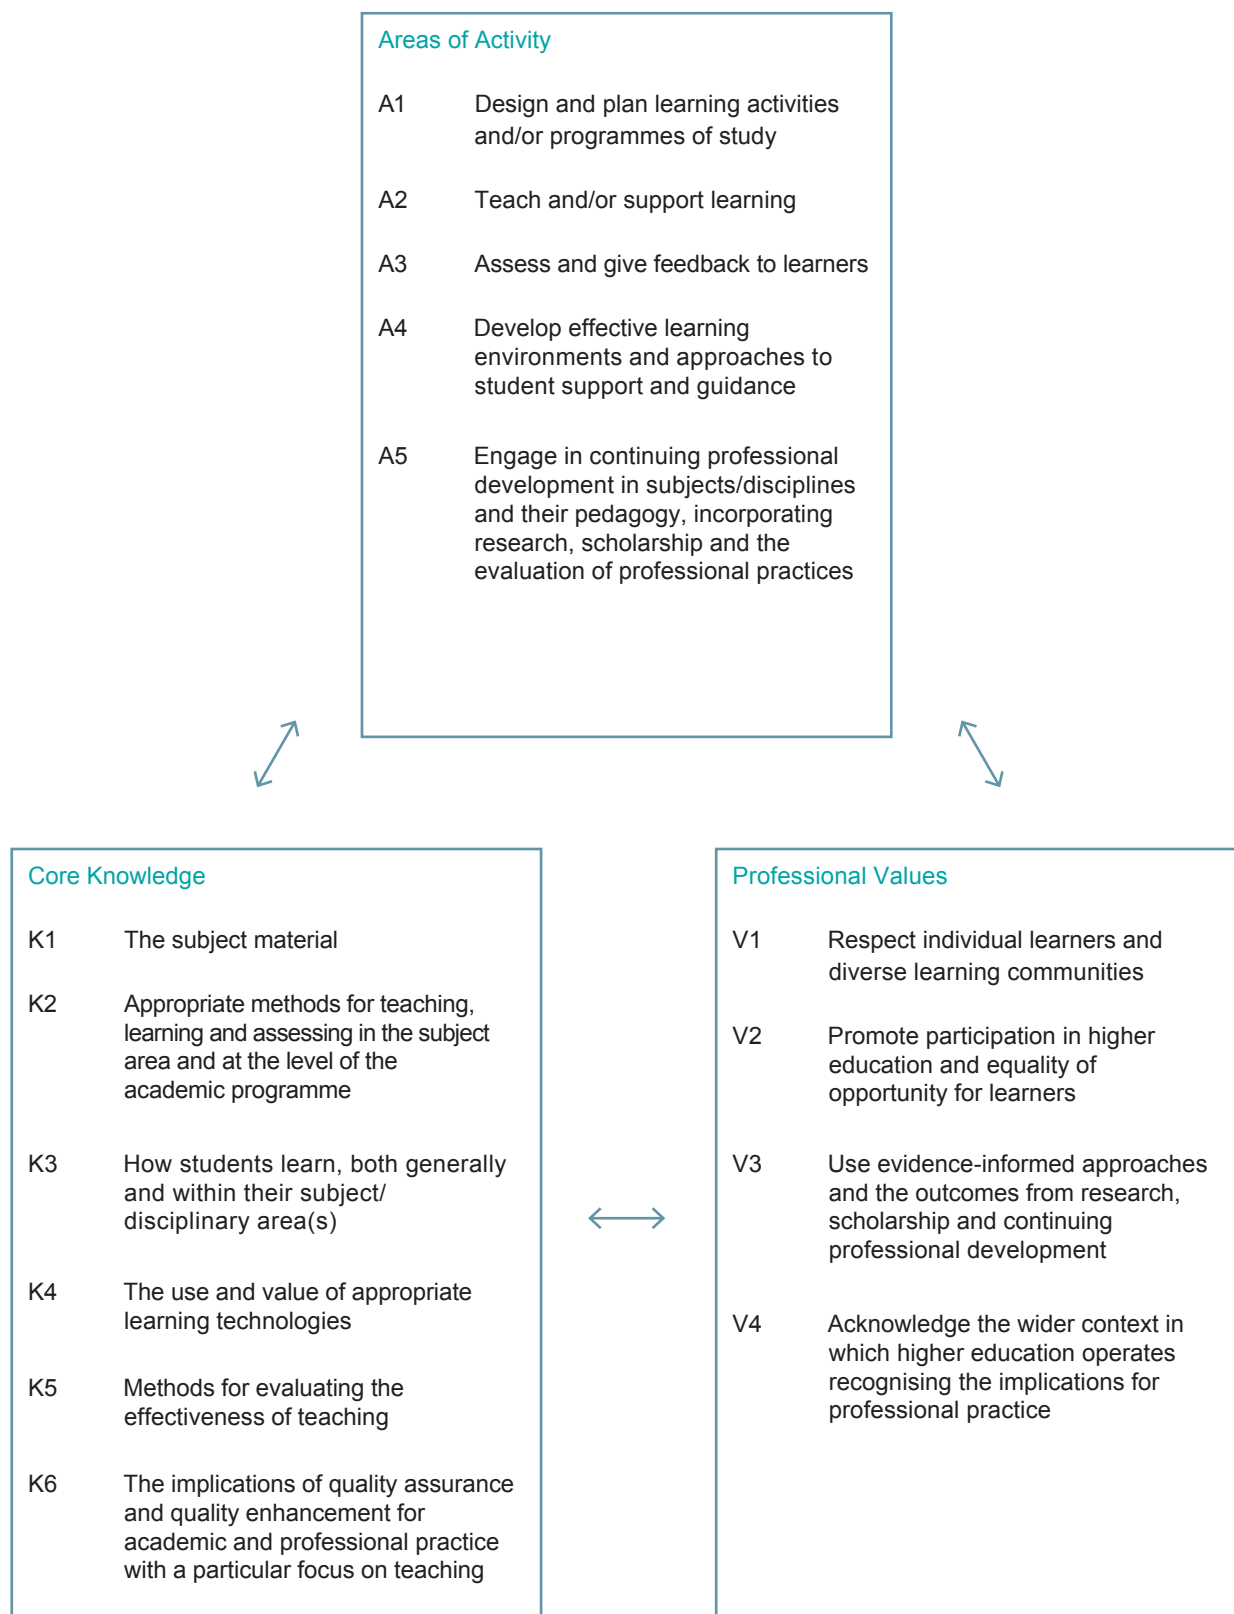 Areas of Activity
A1 Design and plan learning activities
and/or programmes of study
A2 Teach and/or support learning
A3 Assess and give feedback to learners
A4 Develop effective learning
environments and approaches to
student support and guidance
A5 Engage in continuing professional
development in subjects/disciplines
and their pedagogy, incorporating
research, scholarship and the
evaluation of professional practices
Core Knowledge
K1 The subject material
K2 Appropriate methods for teaching,
learning and assessing in the subject
area and at the level of the
academic programme
K3 How students learn, both generally
and within their subject/
disciplinary area(s)
K4 The use and value of appropriate
learning technologies
K5 Methods for evaluating the
effectiveness of teaching
K6 The implications of quality assurance
and quality enhancement for
academic and professional practice
with a particular focus on teaching
Professional Values
V1 Respect individual learners and
diverse learning communities
V2 Promote participation in higher
education and equality of
opportunity for learners
V3 Use evidence-informed approaches
and the outcomes from research,
scholarship and continuing
professional development
V4 Acknowledge the wider context in
which higher education operates
recognising the implications for
professional practice